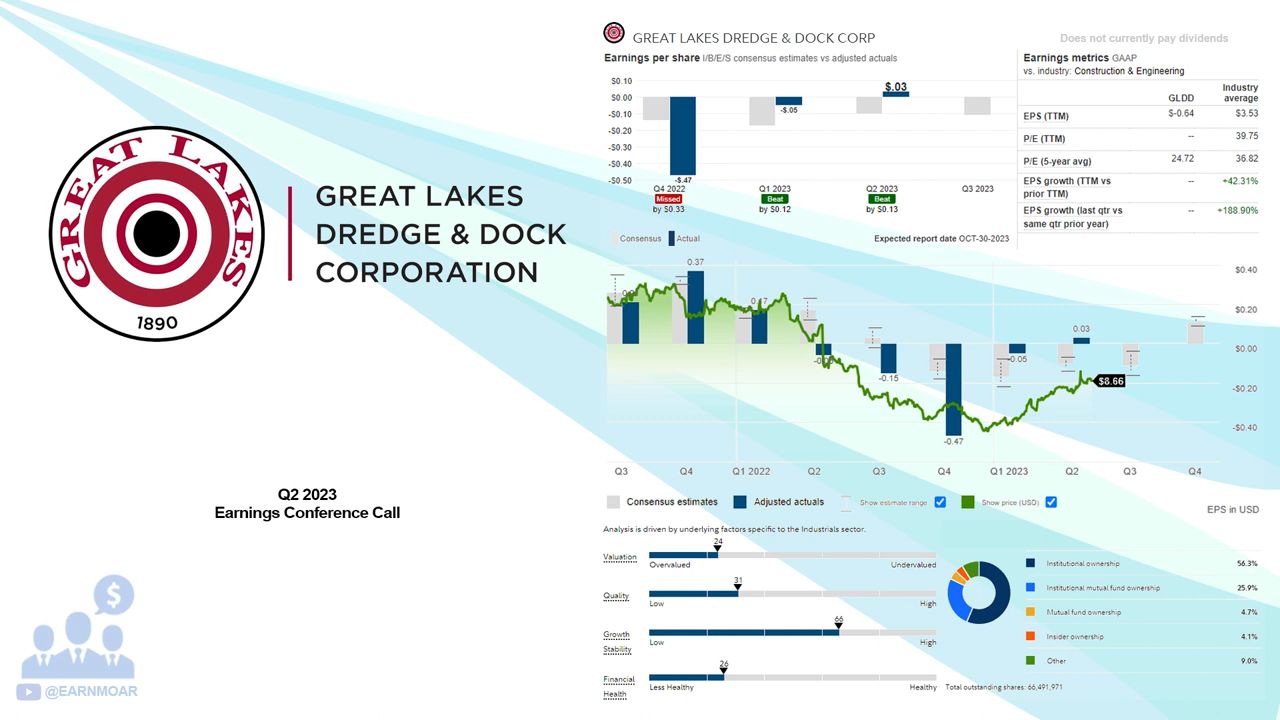 GREAT LAKES
1890
GREAT LAKES
DREDGE & DOCK
CORPORATION
Q2 2023
Earnings Conference Call
$
@EARNMOAR
GREAT LAKES DREDGE & DOCK CORP
Does not currently pay dividends
Earnings per share I/B/E/S consensus estimates vs adjusted actuals
$0.10
$0.00
-$0.10
-$0.20
-$0.30
-$0.40
-$0.50
-$.47
-$.05
$.03
Q4 2022
Q1 2023
Q2 2023
Q3 2023
Missed
Beat
Beat
by $0.33
by $0.12
by $0.13
Consensus
Actual
Expected report date OCT-30-2023
Earnings metrics GAAP
vs. industry: Construction & Engineering
GLDD
Industry
average
EPS (TTM)
$-0.64
$3.53
P/E (TTM)
--
39.75
P/E (5-year avg)
24.72
36.82
EPS growth (TTM vs
prior TTM)
--
+42.31%
EPS growth (last qtr vs
same qtr prior year)
--
+188.90%
0.37
0.17
-0.15
-0.47
-0.05
0.03
$8.66
$0.40
$0.20
$0.00
-$0.20
-$0.40
Q3
Q4
Q1 2022
Q2
Q3
Q4
Q1 2023
Q2
Q3
Q4
Consensus estimates
Adjusted actuals
Show estimate range
Show price (USD)
EPS in USD
Analysis is driven by underlying factors specific to the Industrials sector.
Valuation
24
Overvalued
Undervalued
Quality
31
Low
High
Growth
Stability
66
Low
High
Financial
Health
26
Less Healthy
Healthy
Institutional ownership
56.3%
Institutional mutual fund ownership
25.9%
Mutual fund ownership
4.7%
Insider ownership
4.1%
Other
9.0%
Total outstanding shares: 66,491,971